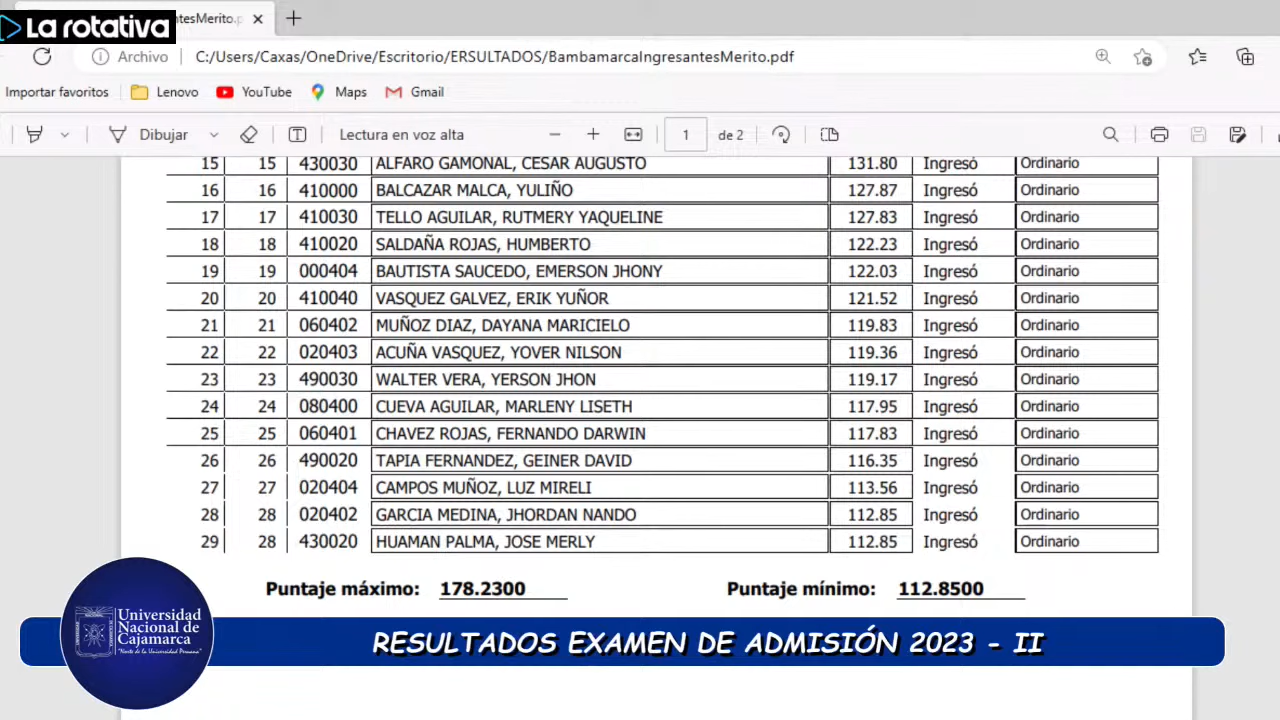 La rotativa
antesMerito.p
Archivo C:/Users/Caxas/OneDrive/Escritorio/ERSULTADOS/BambamarcaIngresantesMerito.pdf
Importar favoritos Lenovo YouTube Maps Gmail
Dibujar Lectura en voz alta 1 de 2
15 15 430030 ALFARO GAMONAL, CESAR AUGUSTO 131.80 Ingresó Ordinario
16 16 410000 BALCAZAR MALCA, YULIÑO 127.87 Ingresó Ordinario
17 17 410030 TELLO AGUILAR, RUTMERY YAQUELINE 127.83 Ingresó Ordinario
18 18 410020 SALDAÑA ROJAS, HUMBERTO 122.23 Ingresó Ordinario
19 19 000404 BAUTISTA SAUCEDO, EMERSON JHONY 122.03 Ingresó Ordinario
20 20 410040 VASQUEZ GALVEZ, ERIK YUÑOR 121.52 Ingresó Ordinario
21 21 060402 MUÑOZ DIAZ, DAYANA MARICIELO 119.83 Ingresó Ordinario
22 22 020403 ACUÑA VASQUEZ, YOVER NILSON 119.36 Ingresó Ordinario
23 23 490030 WALTER VERA, YERSON JHON 119.17 Ingresó Ordinario
24 24 080400 CUEVA AGUILAR, MARLENY LISETH 117.95 Ingresó Ordinario
25 25 060401 CHAVEZ ROJAS, FERNANDO DARWIN 117.83 Ingresó Ordinario
26 26 490020 TAPIA FERNANDEZ, GEINER DAVID 116.35 Ingresó Ordinario
27 27 020404 CAMPOS MUÑOZ, LUZ MIRELI 113.56 Ingresó Ordinario
28 28 020402 GARCIA MEDINA, JHORDAN NANDO 112.85 Ingresó Ordinario
29 28 430020 HUAMAN PALMA, JOSE MERLY 112.85 Ingresó Ordinario
Puntaje máximo: 178.2300 Puntaje mínimo: 112.8500
Universidad
Nacional de
Cajamarca
"Norte de la Universidad Peruana"
RESULTADOS EXAMEN DE ADMISIÓN 2023 - II